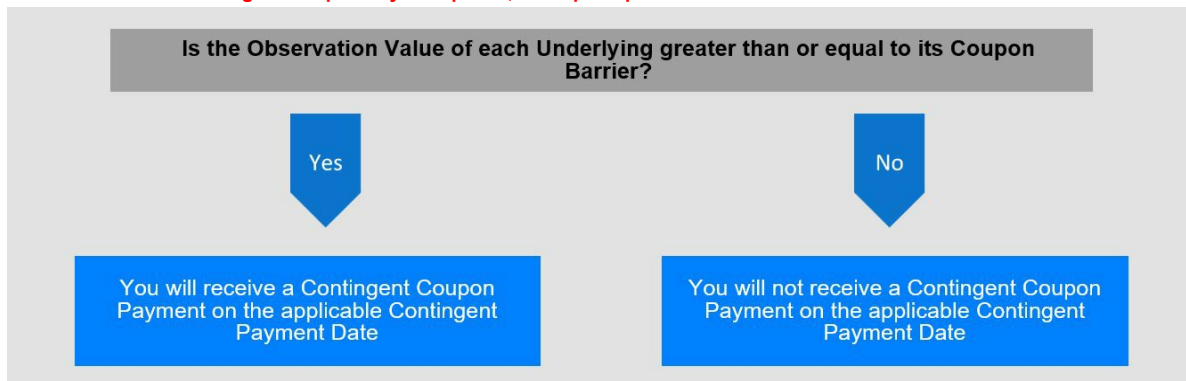 Is the Observation Value of each Underlying greater than or equal to its Coupon
Barrier?
Yes
No
You will receive a Contingent Coupon
Payment on the applicable Contingent
Payment Date
You will not receive a Contingent Coupon
Payment on the applicable Contingent
Payment Date